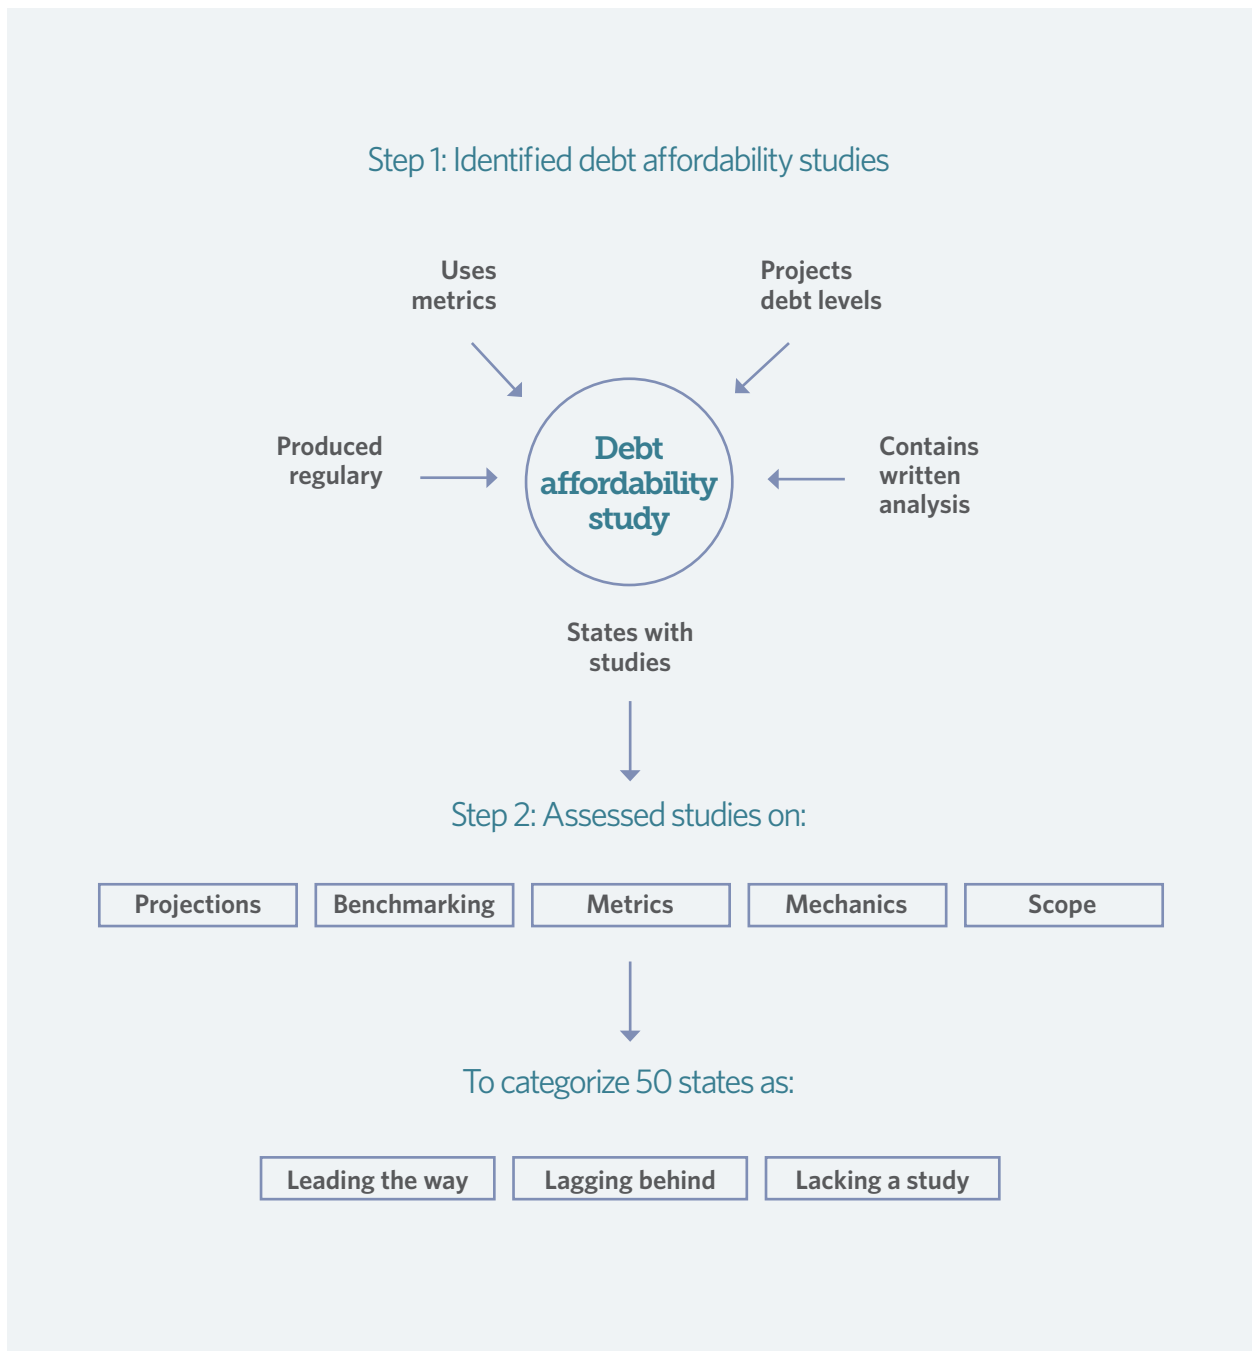 Step 1: Identified debt affordability studies
Uses
metrics
Projects
debt levels
Produced
regulary
Debt
affordability
study
Contains
written
analysis
States with
studies
Step 2: Assessed studies on:
Projections
Benchmarking
Metrics
Mechanics
Scope
To categorize 50 states as:
Leading the way
Lagging behind
Lacking a study